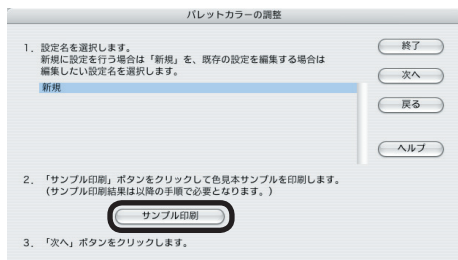 パレットカラーの調整
1. 設定名を選択します。
新規に設定を行う場合は「新規」を、既存の設定を編集する場合は
編集したい設定名を選択します。
新規
終了
次へ
戻る
ヘルプ
2. 「サンプル印刷」ボタンをクリックして色見本サンプルを印刷します。
(サンプル印刷結果は以降の手順で必要となります。)
サンプル印刷
3. 「次へ」ボタンをクリックします。